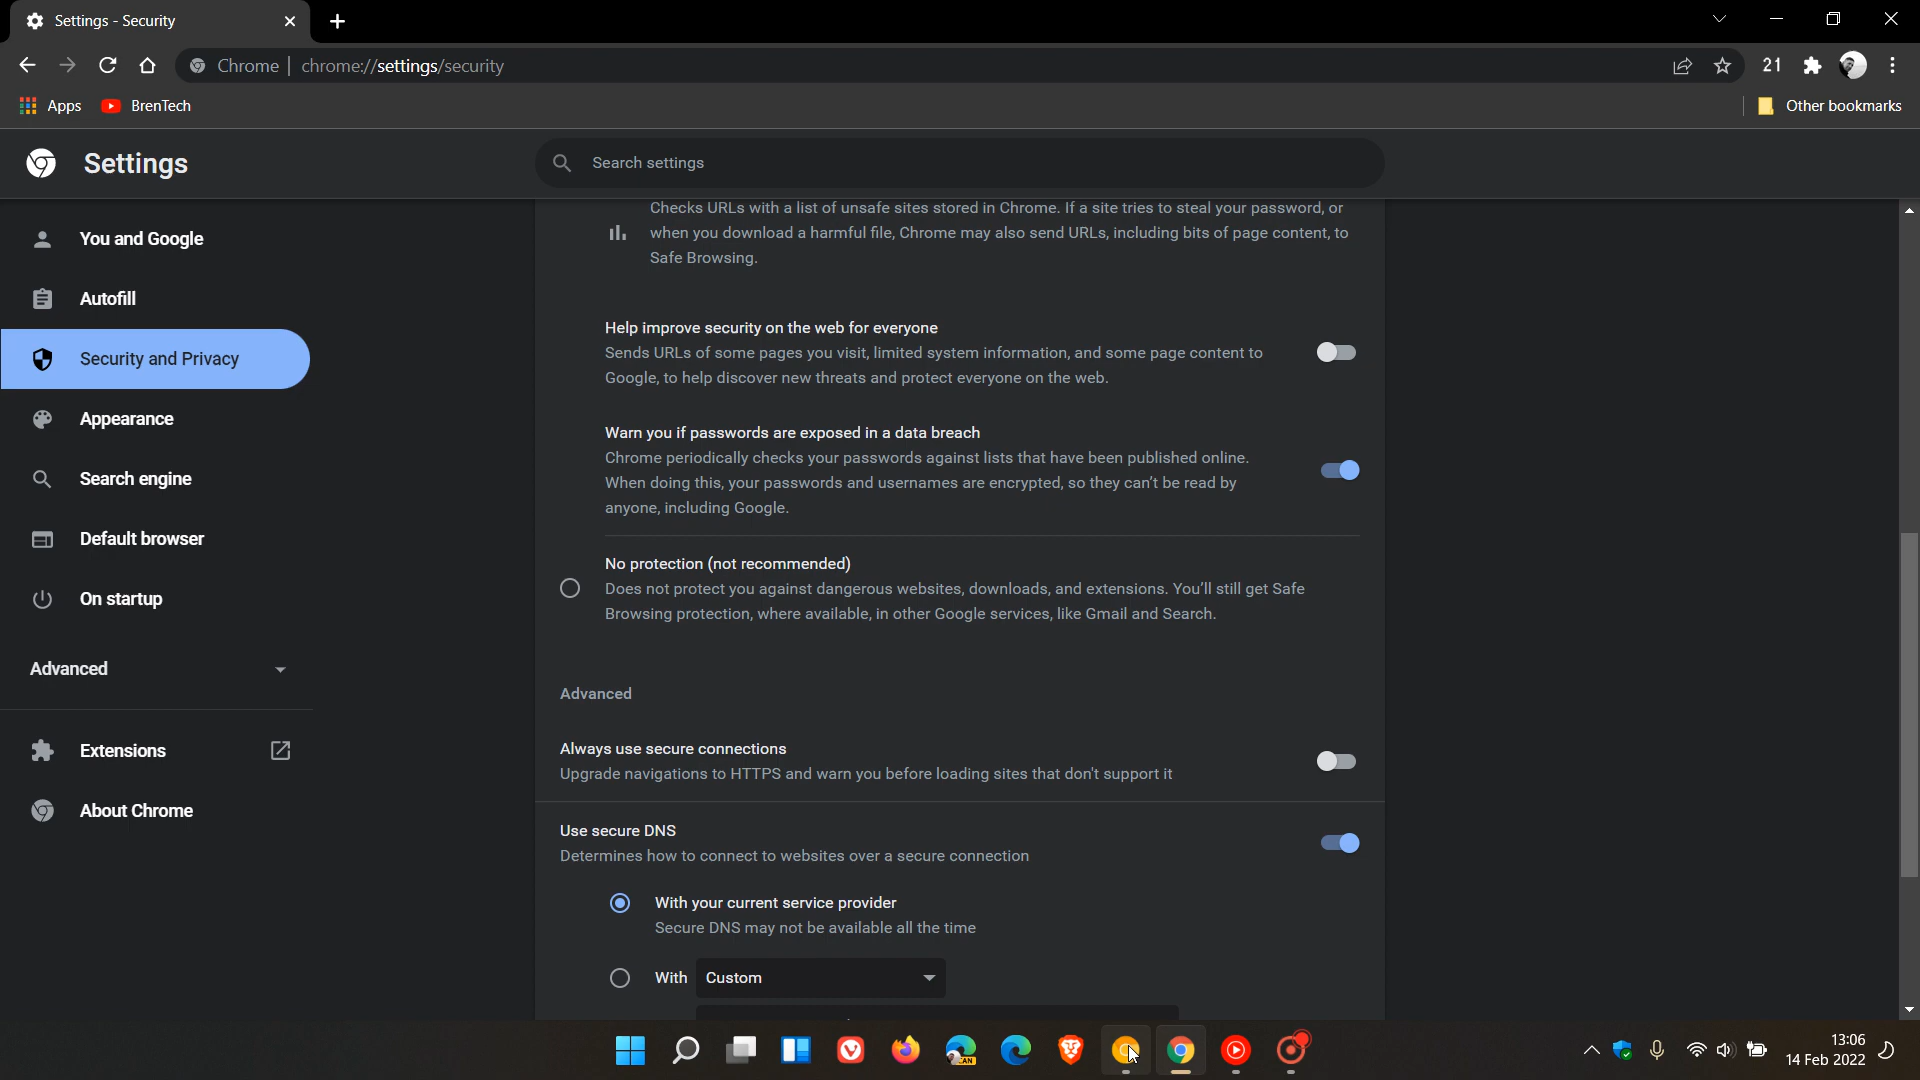 Settings - Security
Chrome | chrome://settings/security
21
Apps
BrenTech
Other bookmarks
Settings
Search settings
You and Google
Autofill
Security and Privacy
Appearance
Search engine
Default browser
On startup
Advanced
Extensions
About Chrome
Checks URLs with a list of unsafe sites stored in Chrome. If a site tries to steal your password, or
when you download a harmful file, Chrome may also send URLs, including bits of page content, to
Safe Browsing.
Help improve security on the web for everyone
Sends URLs of some pages you visit, limited system information, and some page content to
Google, to help discover new threats and protect everyone on the web.
Warn you if passwords are exposed in a data breach
Chrome periodically checks your passwords against lists that have been published online.
When doing this, your passwords and usernames are encrypted, so they can't be read by
anyone, including Google.
No protection (not recommended)
Does not protect you against dangerous websites, downloads, and extensions. You'll still get Safe
Browsing protection, where available, in other Google services, like Gmail and Search.
Advanced
Always use secure connections
Upgrade navigations to HTTPS and warn you before loading sites that don't support it
Use secure DNS
Determines how to connect to websites over a secure connection
With your current service provider
Secure DNS may not be available all the time
With Custom
CAN
13:06
14 Feb 2022